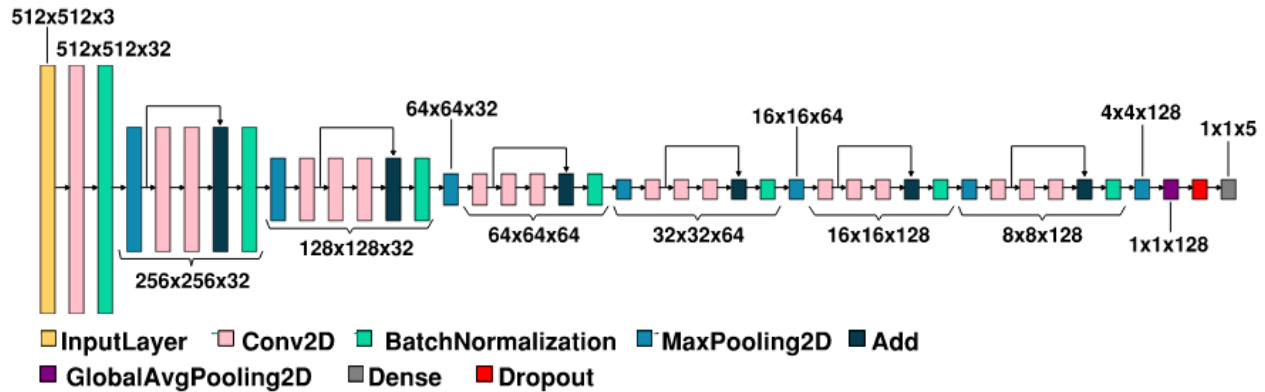 512x512x3
512x512x32
256x256x32
128x128x32
64x64x32
64x64x64
32x32x64
16x16x64
16x16x128
8x8x128
4x4x128
1x1x128
1x1x5
InputLayer Conv2D BatchNormalization MaxPooling2D Add
GlobalAvgPooling2D Dense Dropout